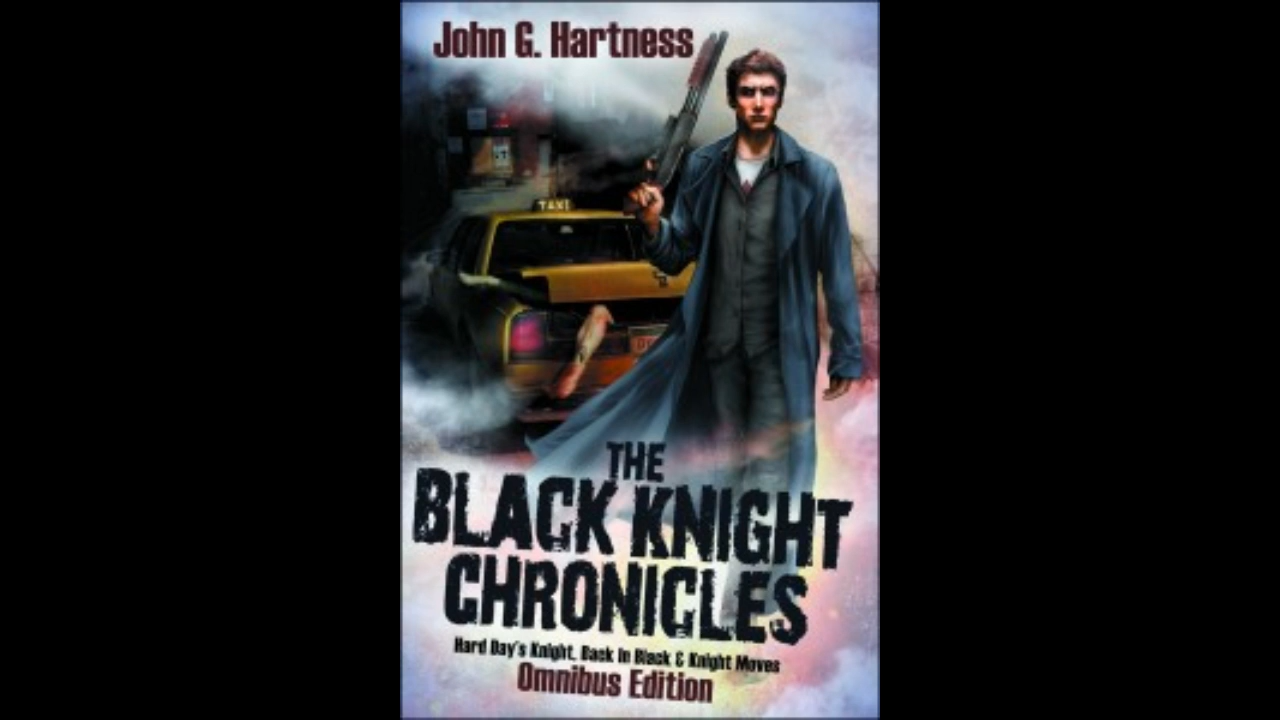 John G. Hartness
TAXI
THE
BLACK KNIGHT
CHRONICLES
Hard Day's Knight, Back In Black & Knight Moves
Omnibus Edition